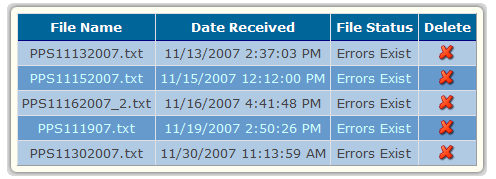 File Name Date Received File Status Delete
PPS11132007.txt 11/13/2007 2:37:03 PM Errors Exist
PPS11152007.txt 11/15/2007 12:12:00 PM Errors Exist
PPS11162007_2.txt 11/16/2007 4:41:48 PM Errors Exist
PPS111907.txt 11/19/2007 2:50:26 PM Errors Exist
PPS11302007.txt 11/30/2007 11:13:59 AM Errors Exist